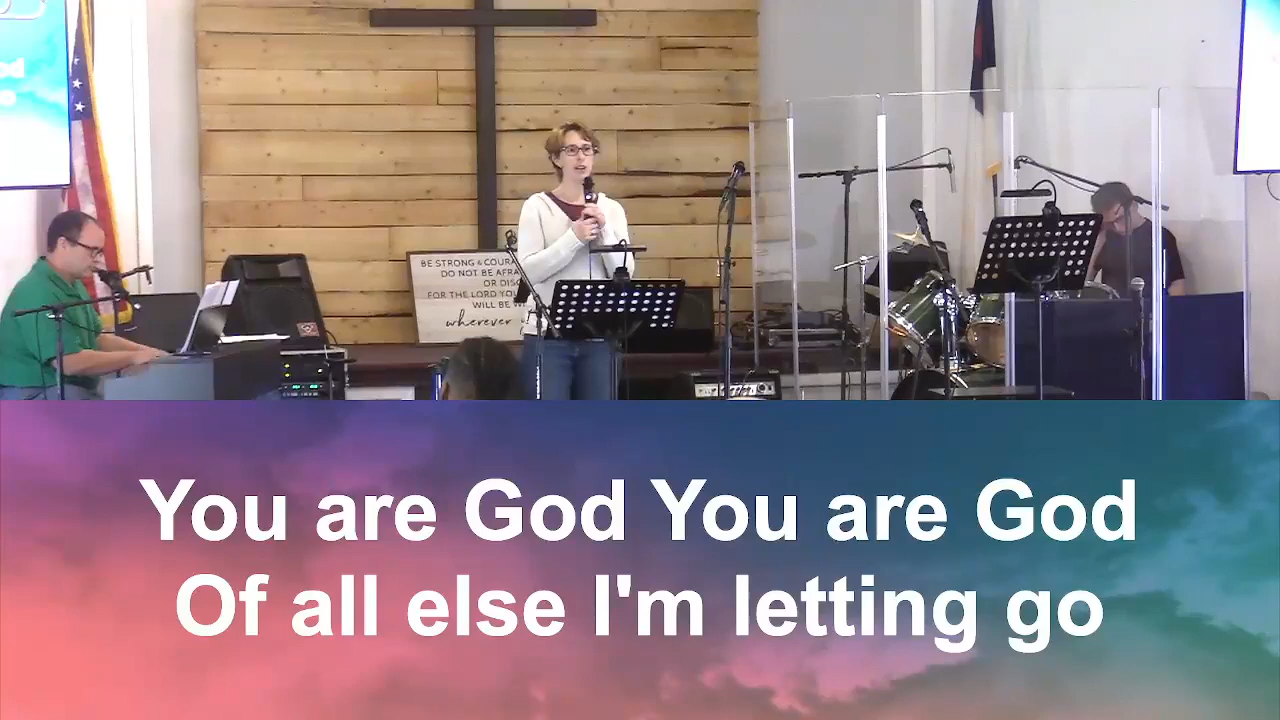 BE STRONG & COURA
DO NOT BE AFRA
OR DISC
FOR THE LORD YOU
WILL BE W
wherever
You are God You are God
Of all else I'm letting go